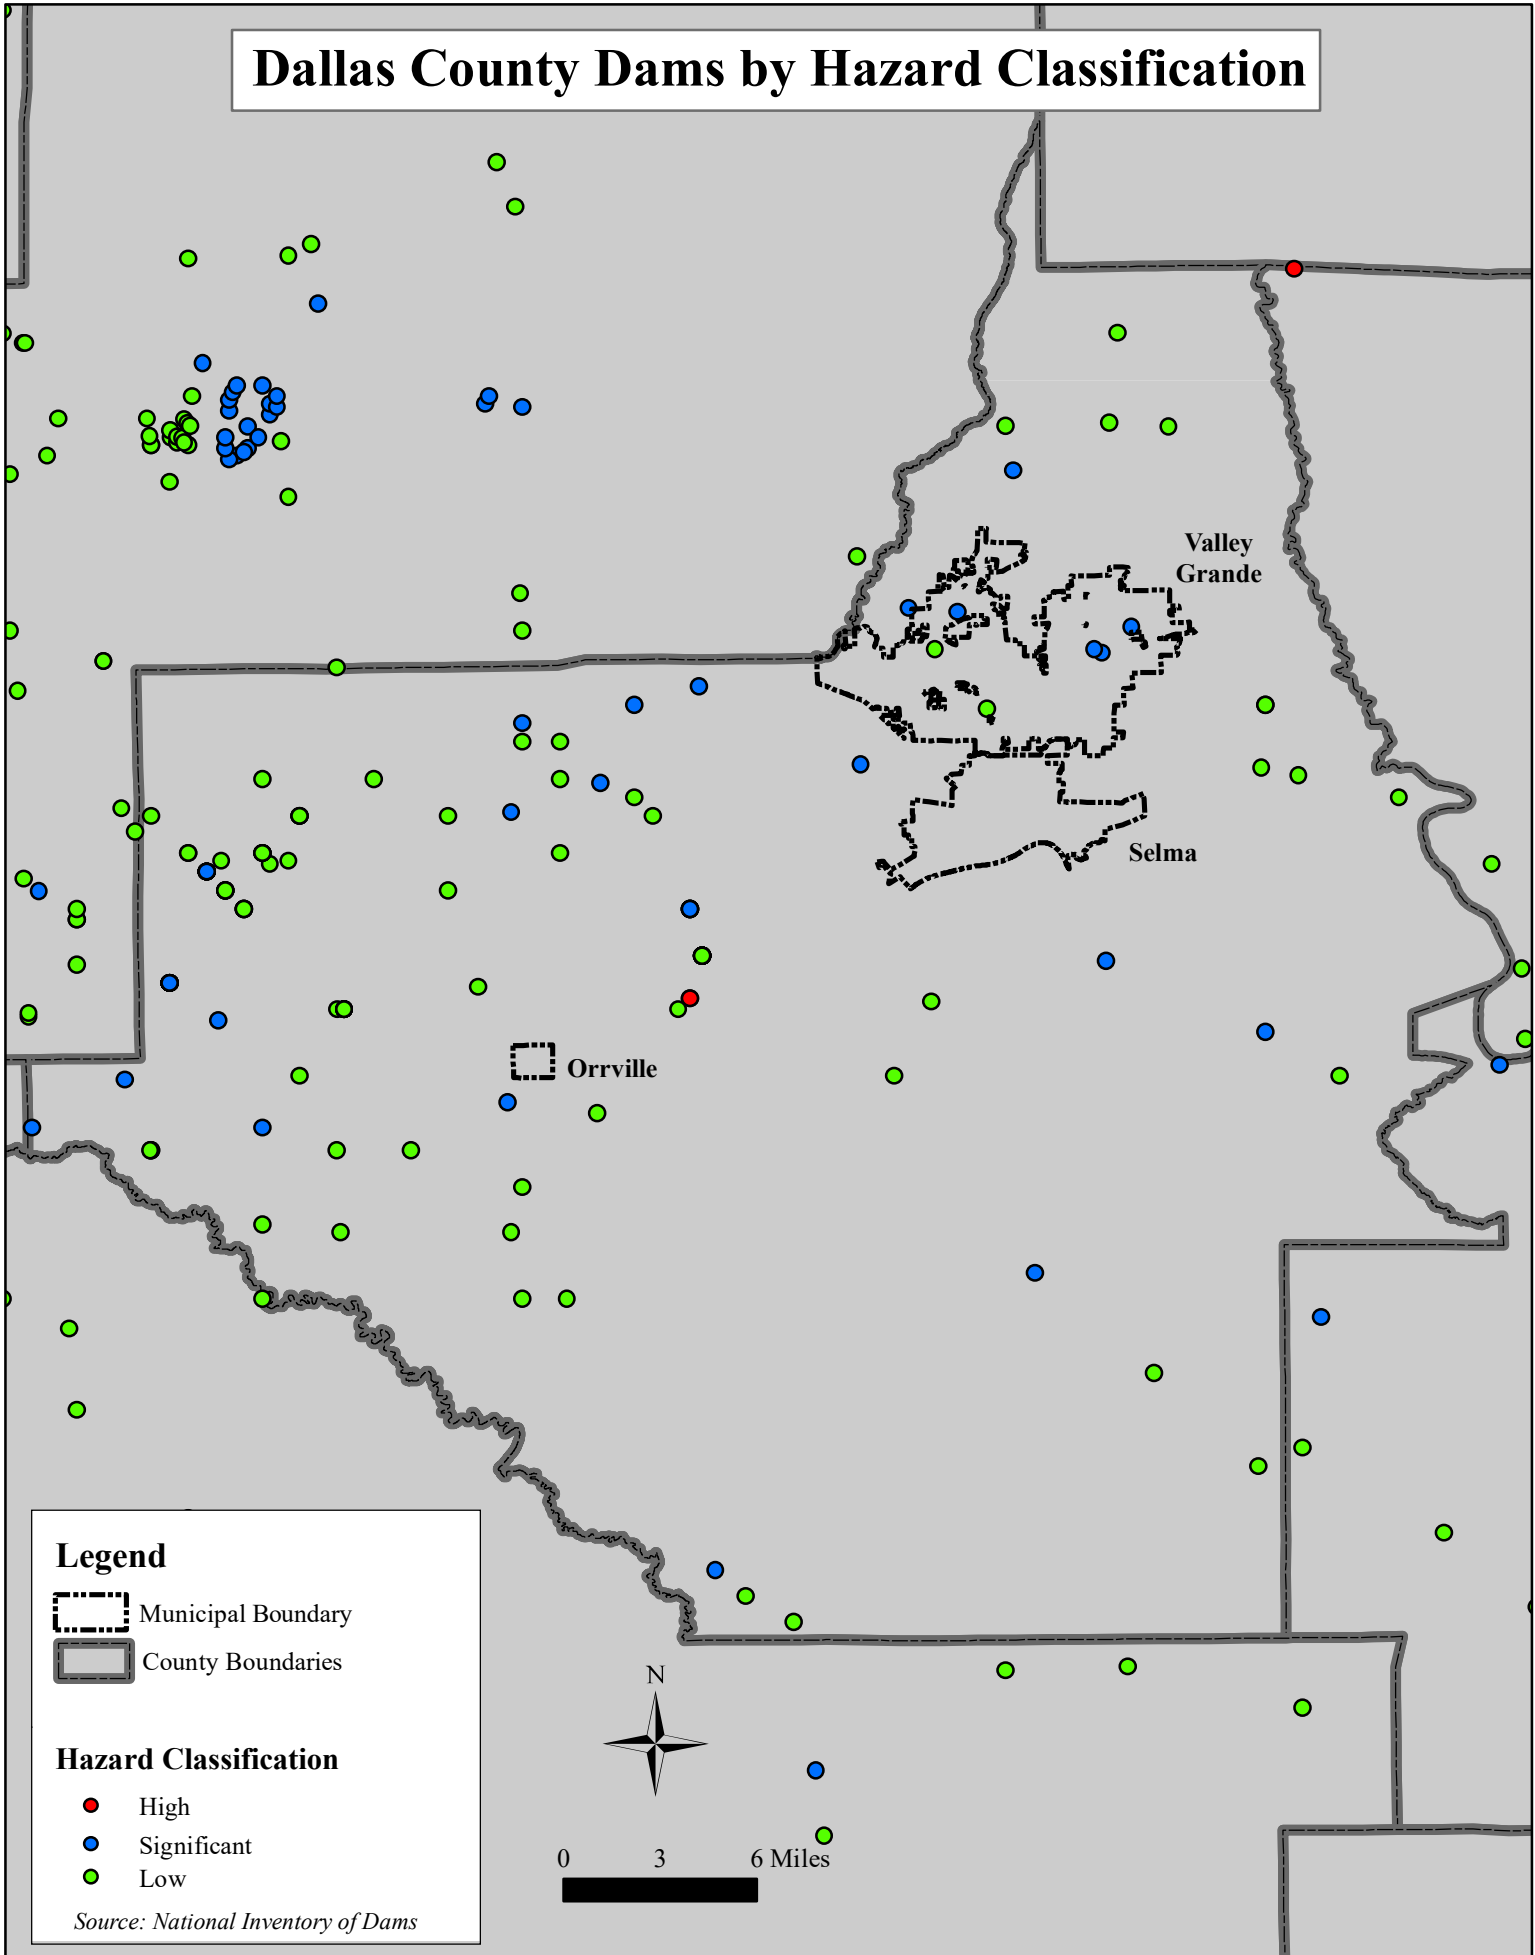 Dallas County Dams by Hazard Classification
Valley
Grande
Selma
Orrville
Legend
Municipal Boundary
County Boundaries
Hazard Classification
High
Significant
Low
Source: National Inventory of Dams
N
0 3 6 Miles